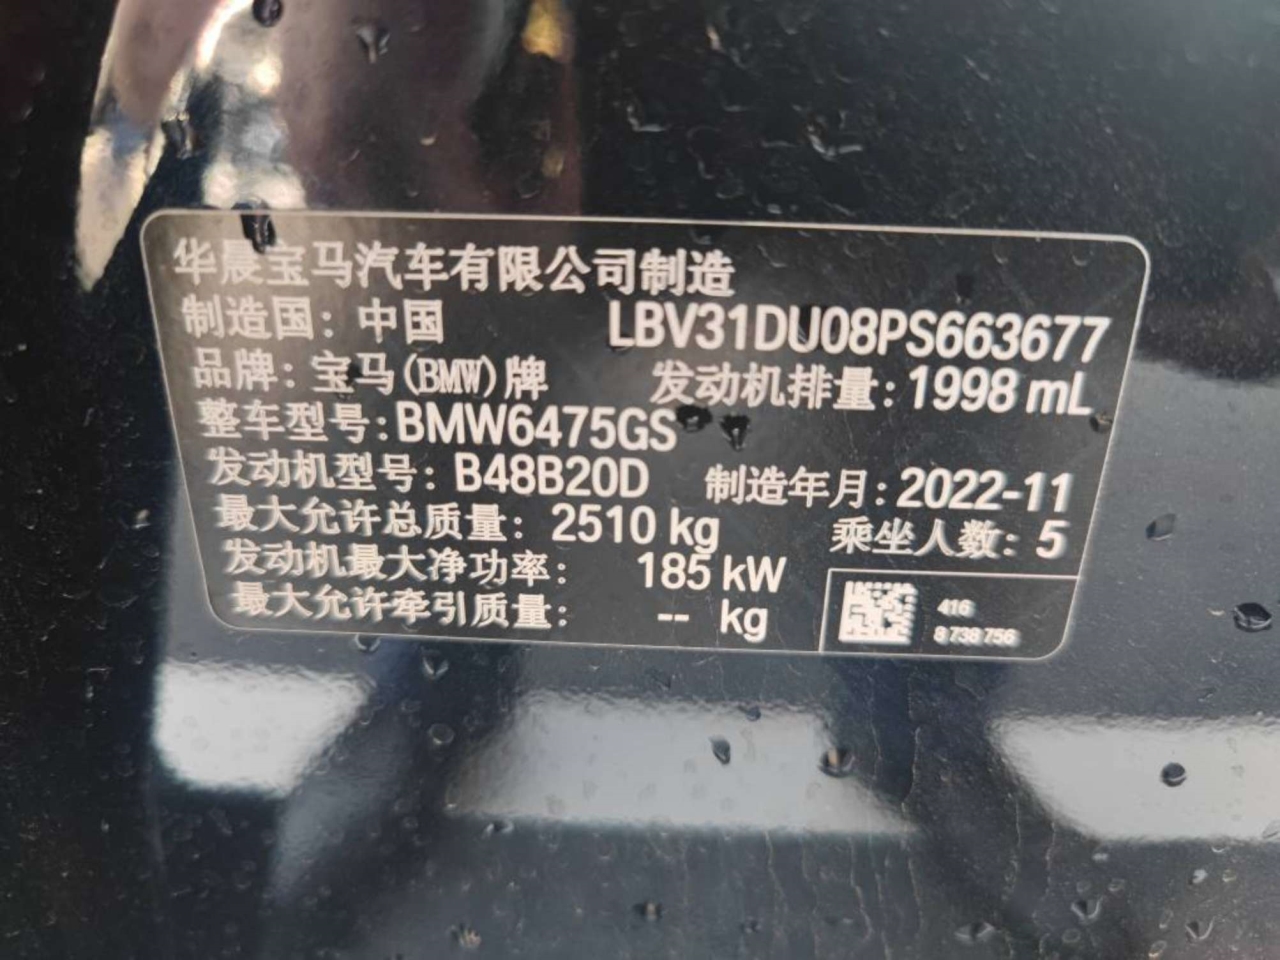 华晨宝马汽车有限公司制造
制造国：中国 LBV31DU08PS663677
品牌：宝马(BMW)牌 发动机排量：1998 mL
整车型号：BMW6475GS
发动机型号：B48B20D 制造年月：2022-11
最大允许总质量：2510 kg 乘坐人数：5
发动机最大净功率：185 kW
最大允许牵引质量：-- kg
416
8 738 756